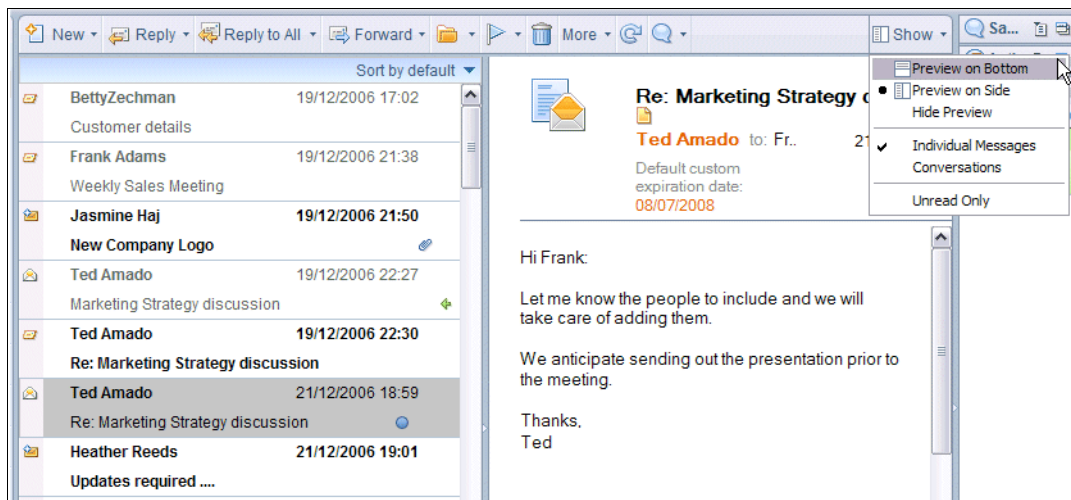 New Reply Reply to All Forward More Show Sa...
Sort by default
BettyZechman 19/12/2006 17:02
Customer details
Frank Adams 19/12/2006 21:38
Weekly Sales Meeting
Jasmine Haj 19/12/2006 21:50
New Company Logo
Ted Amado 19/12/2006 22:27
Marketing Strategy discussion
Ted Amado 19/12/2006 22:30
Re: Marketing Strategy discussion
Ted Amado 21/12/2006 18:59
Re: Marketing Strategy discussion
Heather Reeds 21/12/2006 19:01
Updates required ....
Re: Marketing Strategy
Ted Amado to: Fr..
Default custom
expiration date:
08/07/2008
Hi Frank:
Let me know the people to include and we will
take care of adding them.
We anticipate sending out the presentation prior to
the meeting.
Thanks,
Ted
Preview on Bottom
Preview on Side
Hide Preview
Individual Messages
Conversations
Unread Only